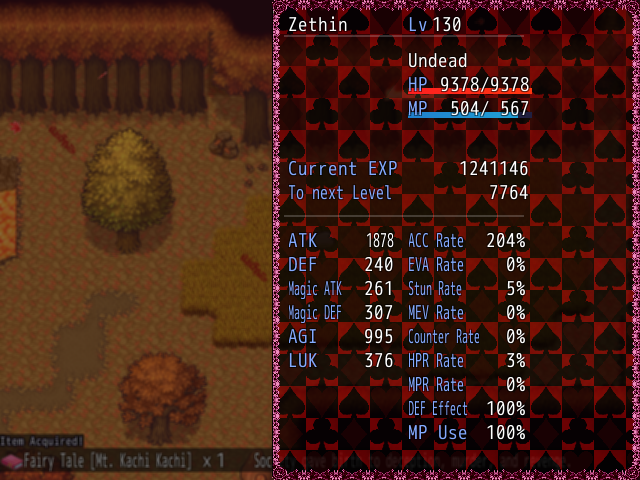 Zethin Lv 130
Undead
HP 9378/9378
MP 504/ 567
Current EXP 1241146
To next Level 7764
ATK 1878 ACC Rate 204%
DEF 240 EVA Rate 0%
Magic ATK 261 Stun Rate 5%
Magic DEF 307 MEV Rate 0%
AGI 995 Counter Rate 0%
LUK 376 HPR Rate 3%
MPR Rate 0%
DEF Effect 100%
MP Use 100%
Item Acquired!
Fairy Tale [Mt. Kachi Kachi] x 1